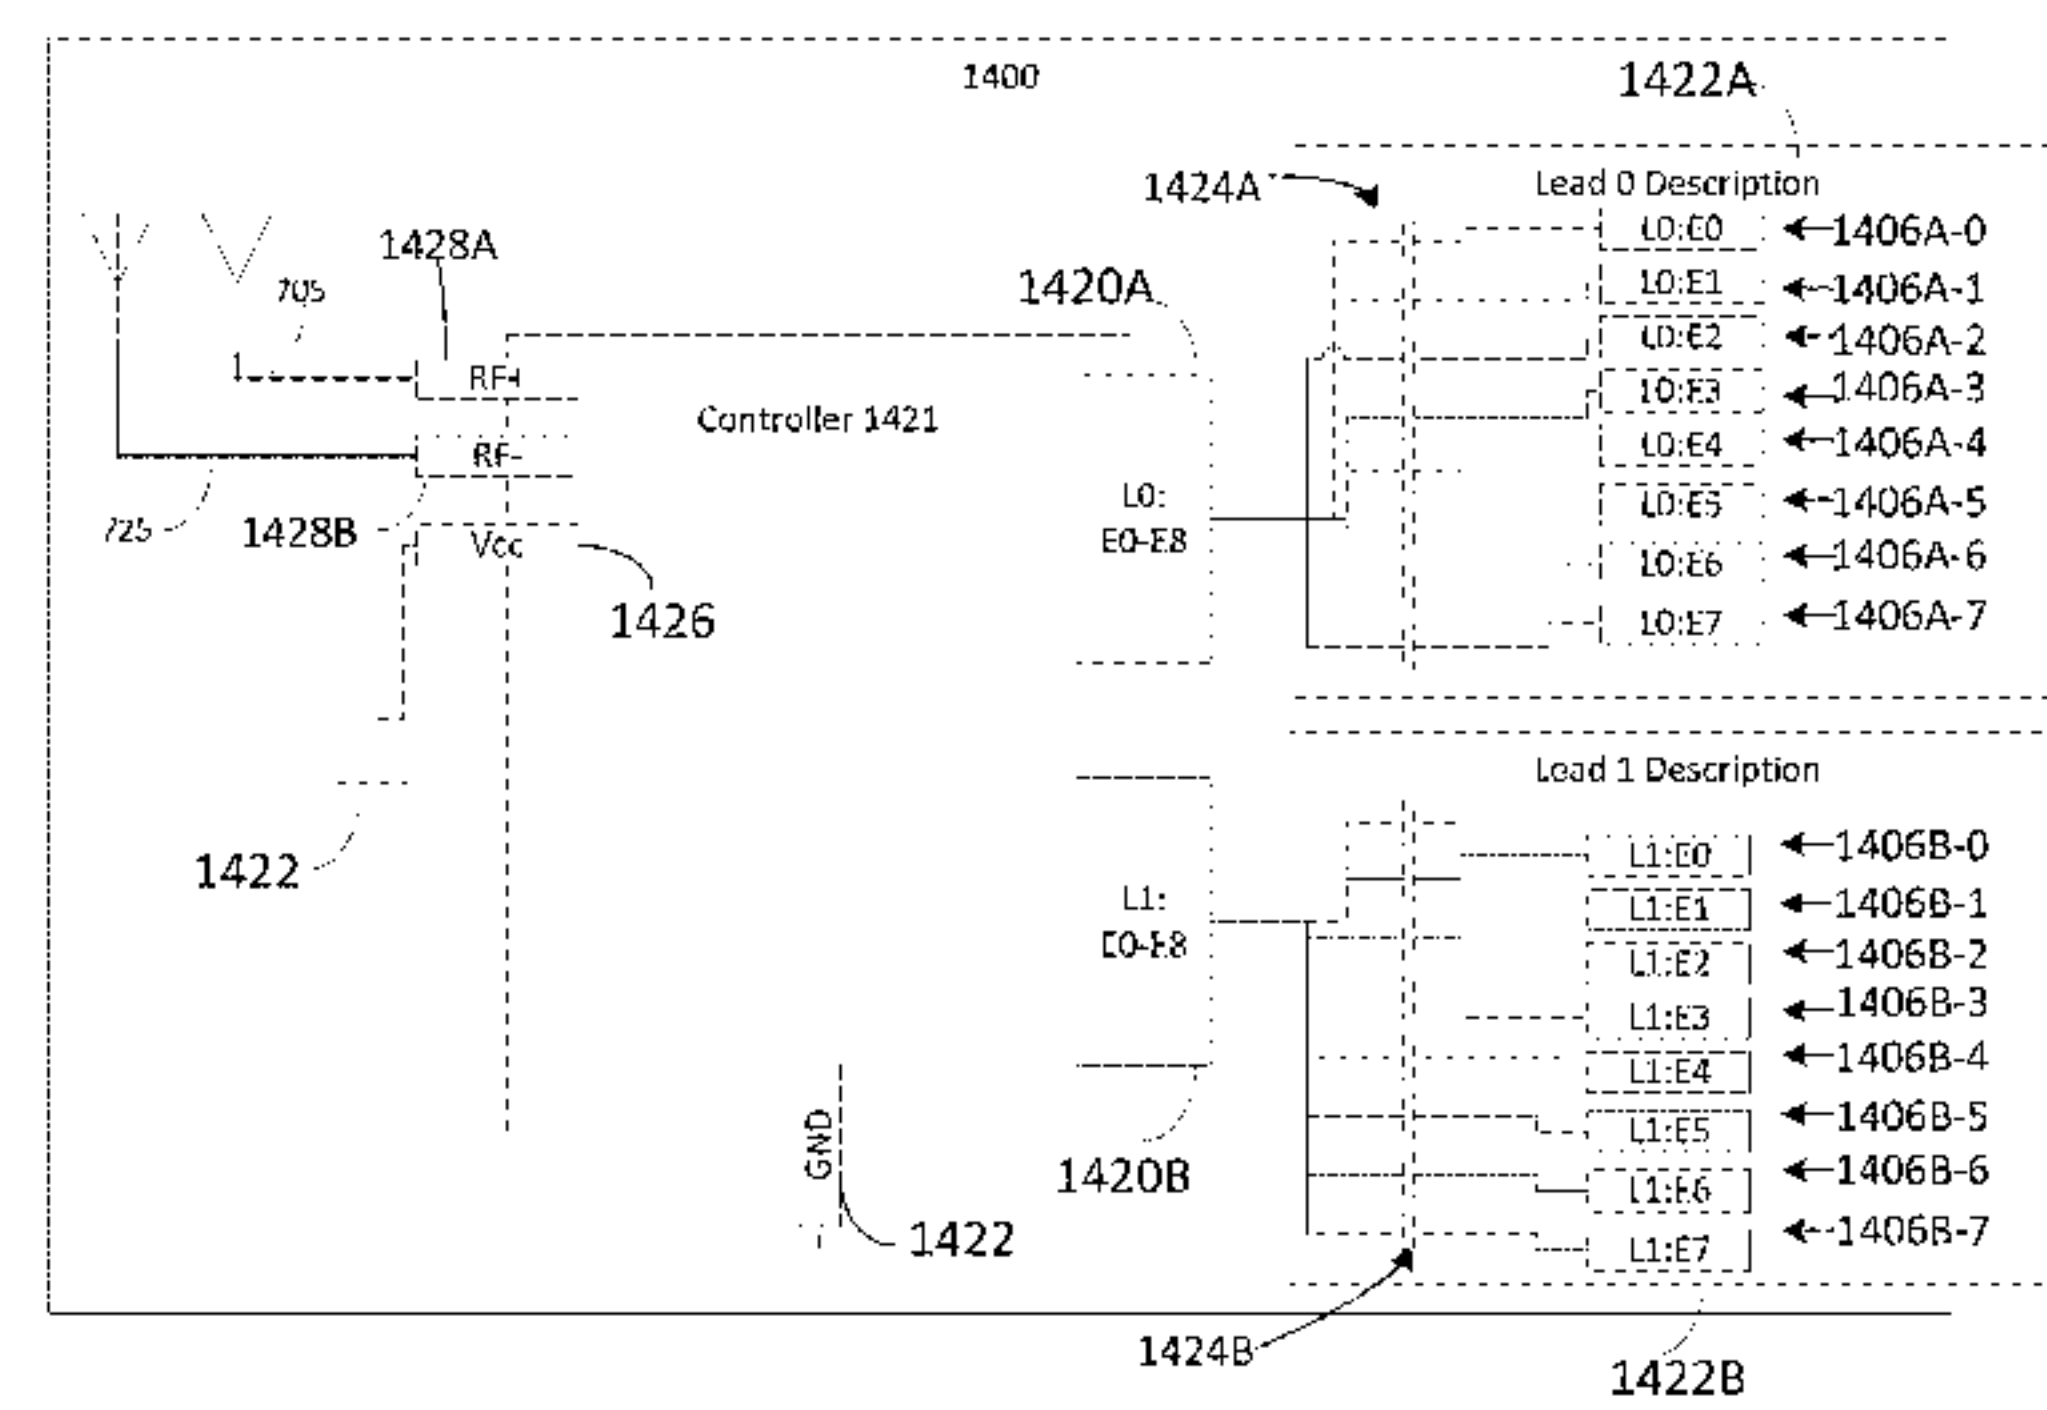 1400
1422A
1424A
Lead 0 Description
L0:E0
1406A-0
1428A
705
1420A
L0:E1
1406A-1
L0:E2
1406A-2
RF+
L0:E3
1406A-3
Controller 1421
L0:E4
1406A-4
RF-
L0:
E0-E8
L0:E5
1406A-5
725
1428B
Vcc
L0:E6
1406A-6
1426
L0:E7
1406A-7
Lead 1 Description
L1:E0
1406B-0
1422
L1:
E0-E8
L1:E1
1406B-1
L1:E2
1406B-2
L1:E3
1406B-3
L1:E4
1406B-4
GND
L1:E5
1406B-5
1420B
L1:E6
1406B-6
1422
L1:E7
1406B-7
1424B
1422B